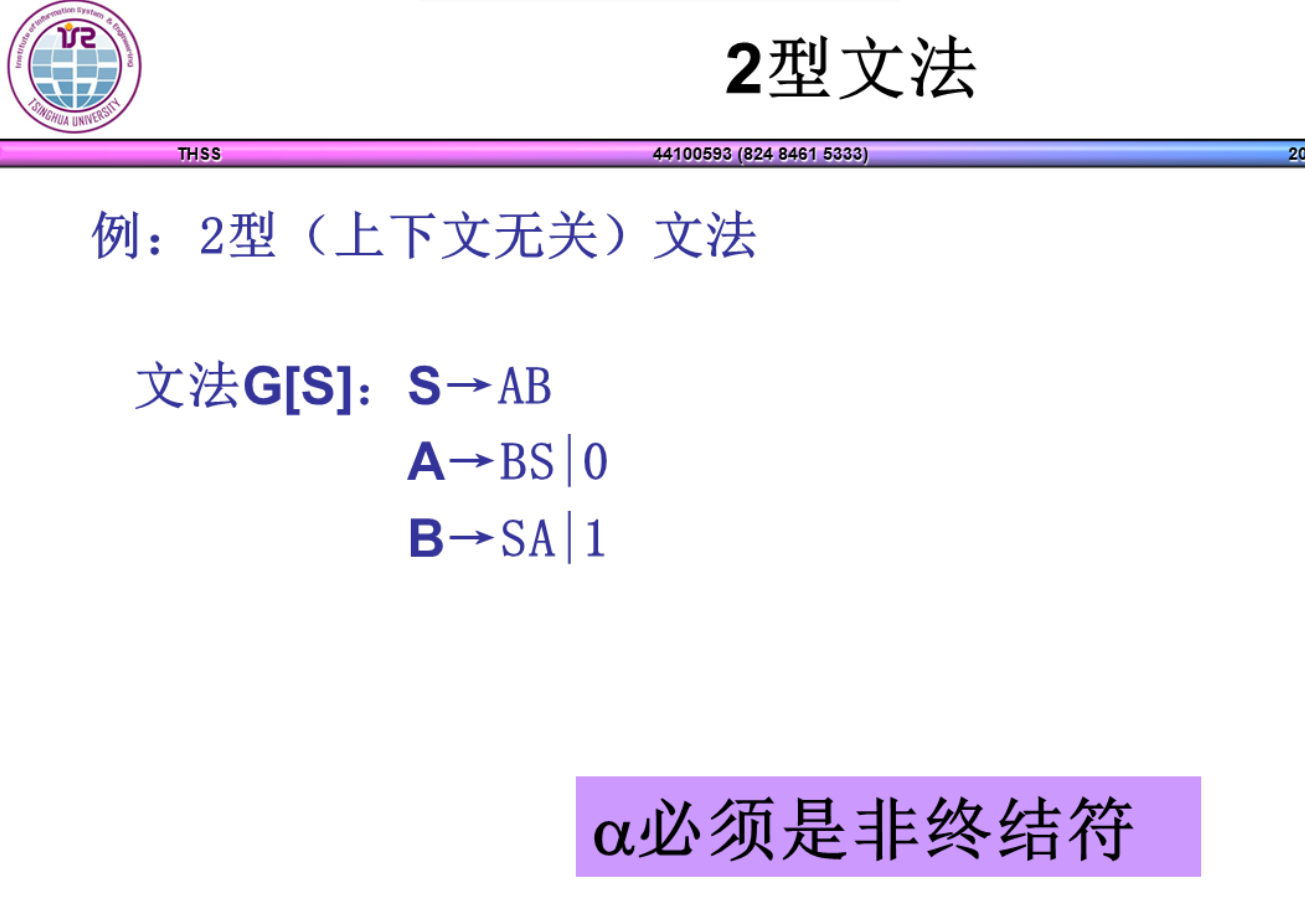 Institute of Information System & Engineering
TSINGHUA UNIVERSITY
2型文法
THSS 44100593 (824 8461 5333) 20
例：2型（上下文无关）文法
文法G[S]：S→AB
A→BS|0
B→SA|1
α必须是非终结符